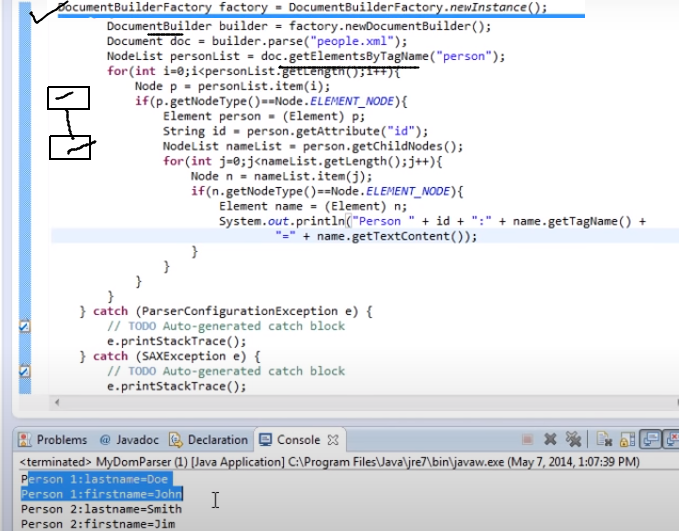 DocumentBuilderFactory factory = DocumentBuilderFactory.newInstance();
DocumentBuilder builder = factory.newDocumentBuilder();
Document doc = builder.parse("people.xml");
NodeList personList = doc.getElementsByTagName("person");
for(int i=0;i<personList.getLength();i++){
Node p = personList.item(i);
if(p.getNodeType()==Node.ELEMENT_NODE){
Element person = (Element) p;
String id = person.getAttribute("id");
NodeList nameList = person.getChildNodes();
for(int j=0;j<nameList.getLength();j++){
Node n = nameList.item(j);
if(n.getNodeType()==Node.ELEMENT_NODE){
Element name = (Element) n;
System.out.println("Person " + id + ":" + name.getTagName() +
"=" + name.getTextContent());
}
}
}
}
} catch (ParserConfigurationException e) {
// TODO Auto-generated catch block
e.printStackTrace();
} catch (SAXException e) {
// TODO Auto-generated catch block
e.printStackTrace();
Problems @ Javadoc Declaration Console
<terminated> MyDomParser (1) [Java Application] C:\Program Files\Java\jre7\bin\javaw.exe (May 7, 2014, 1:07:39 PM)
Person 1:lastname=Doe
Person 1:firstname=John
Person 2:lastname=Smith
Person 2:firstname=Jim